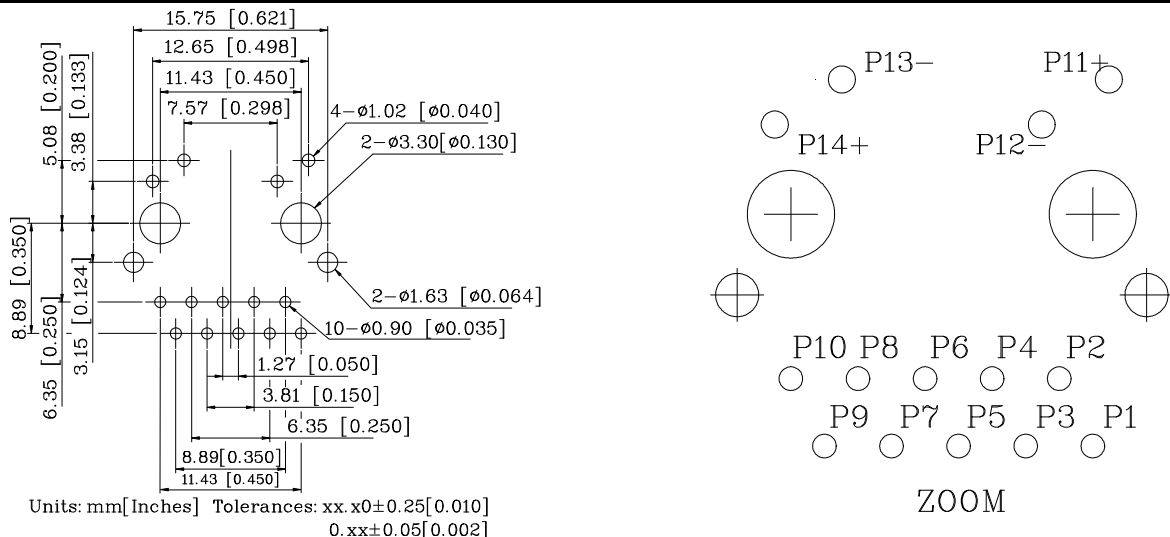 15.75 [0.621]
12.65 [0.498]
11.43 [0.450]
7.57 [0.298]
5.08 [0.200]
3.38 [0.133]
4-ø1.02 [ø0.040]
2-ø3.30[ø0.130]
8.89 [0.350]
6.35 [0.250]
3.15 [0.124]
2-ø1.63 [ø0.064]
10-ø0.90 [ø0.035]
1.27 [0.050]
3.81 [0.150]
6.35 [0.250]
8.89[0.350]
11.43 [0.450]
Units: mm[Inches] Tolerances: xx.x0±0.25[0.010]
0.xx±0.05[0.002]
P13- P11+
P14+ P12-
P10 P8 P6 P4 P2
P9 P7 P5 P3 P1
ZOOM